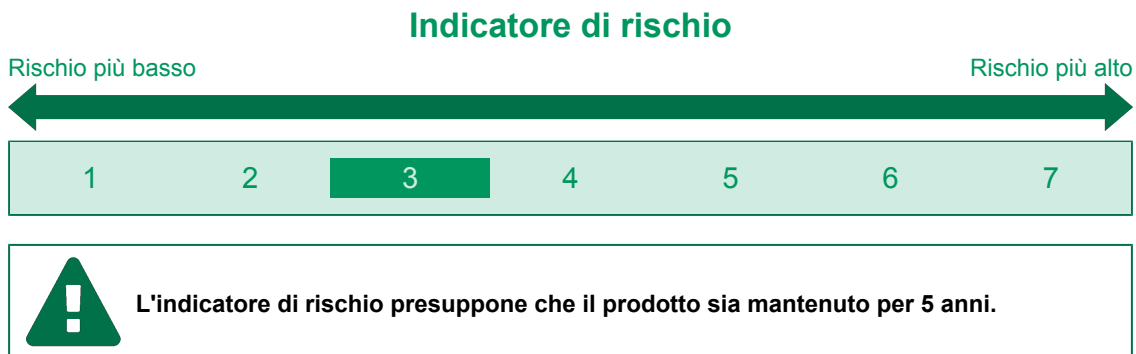 Indicatore di rischio
Rischio più basso Rischio più alto
1 2 3 4 5 6 7
L'indicatore di rischio presuppone che il prodotto sia mantenuto per 5 anni.